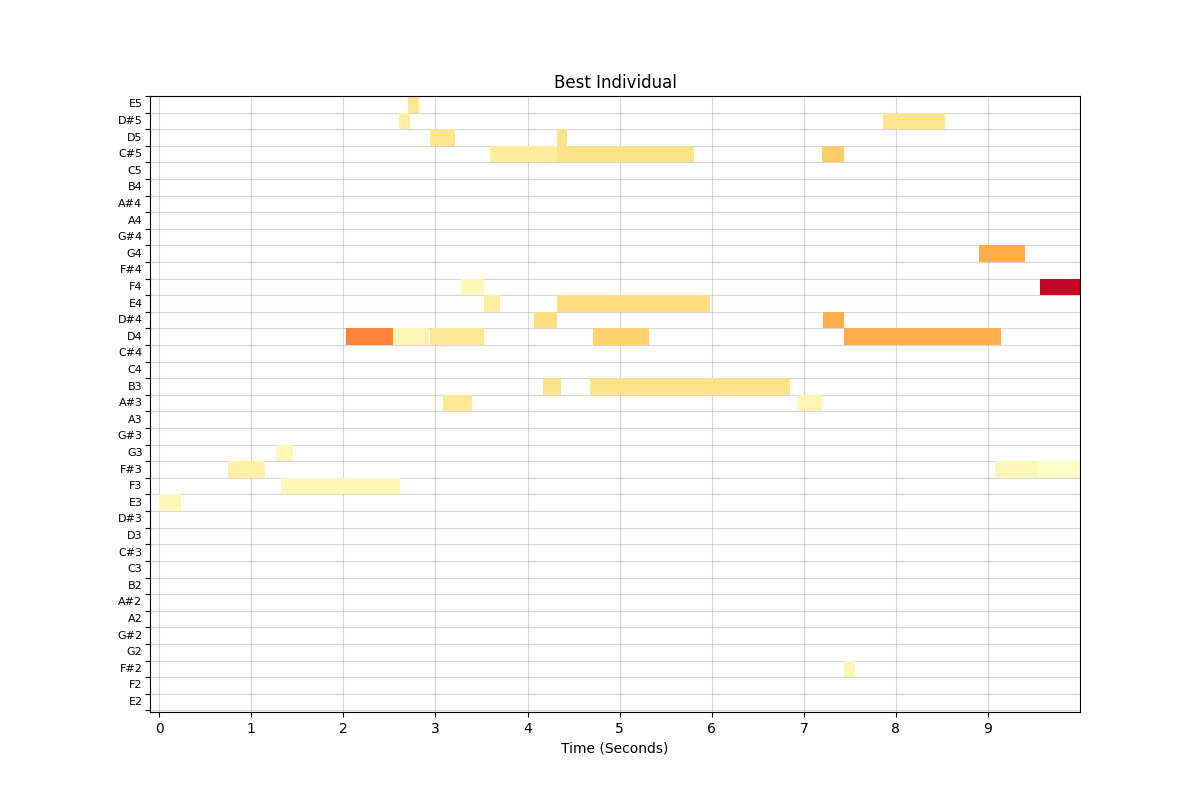 Best Individual
E5
D#5
D5
C#5
C5
B4
A#4
A4
G#4
G4
F#4
F4
E4
D#4
D4
C#4
C4
B3
A#3
A3
G#3
G3
F#3
F3
E3
D#3
D3
C#3
C3
B2
A#2
A2
G#2
G2
F#2
F2
E2
0 1 2 3 4 5 6 7 8 9
Time (Seconds)